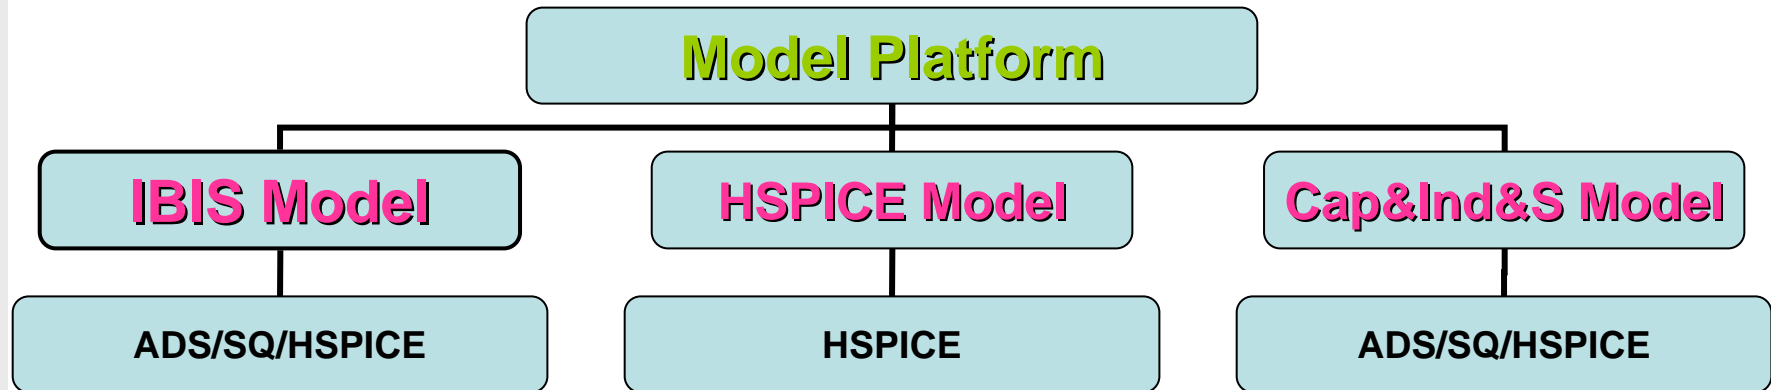 Model Platform
IBIS Model
HSPICE Model
Cap&Ind&S Model
ADS/SQ/HSPICE
HSPICE
ADS/SQ/HSPICE